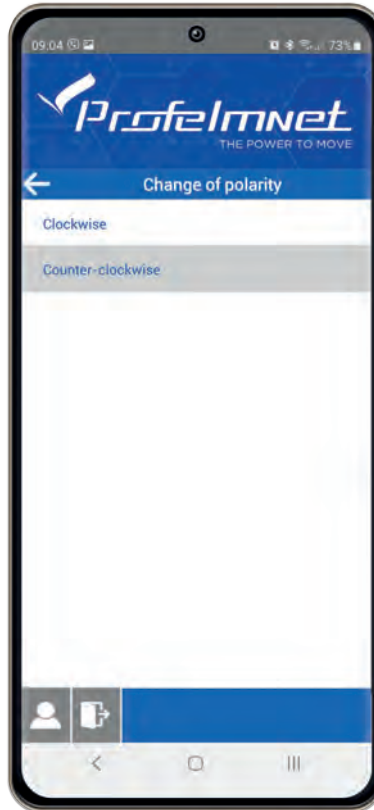 09.04
73%
Profelmnet
THE POWER TO MOVE
Change of polarity
Clockwise
Counter-clockwise